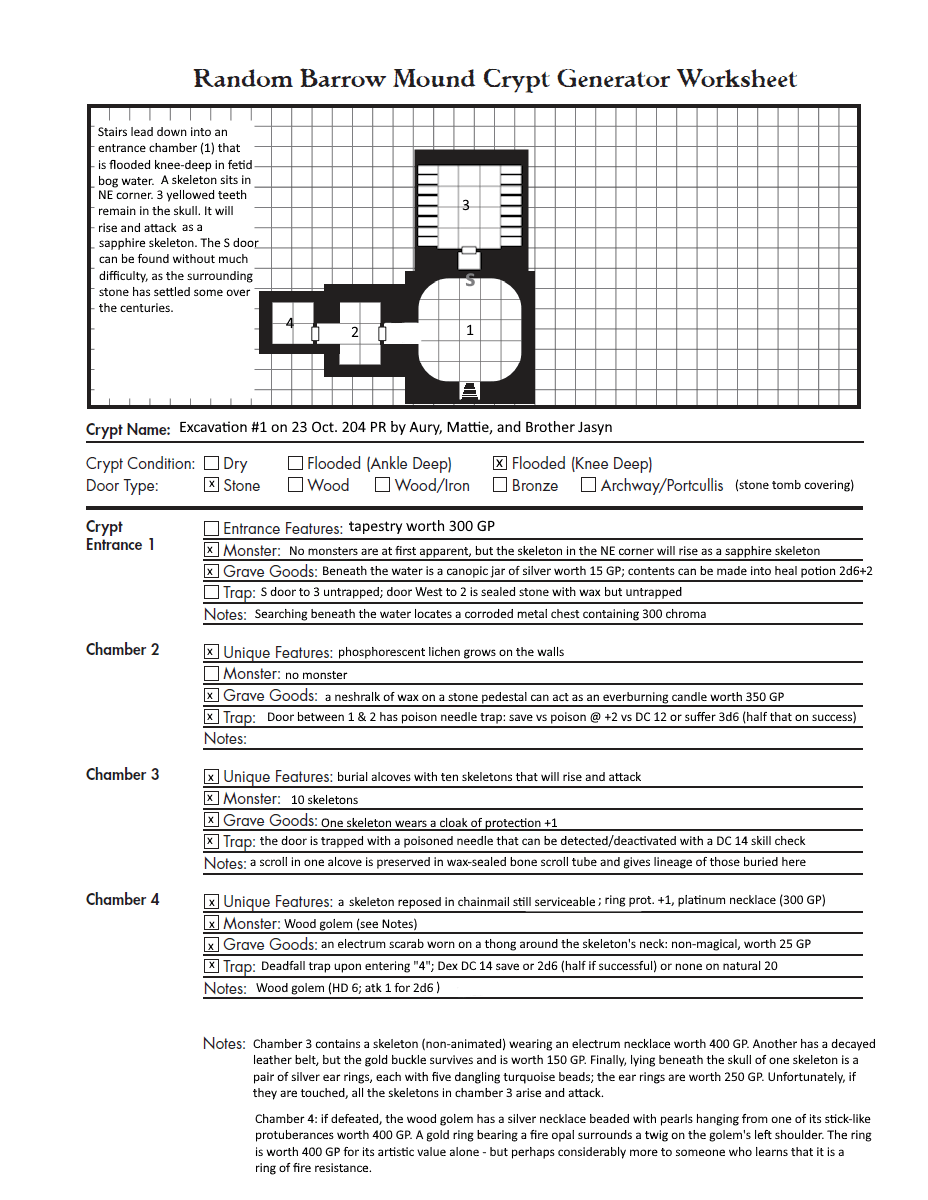 Random Barrow Mound Crypt Generator Worksheet
Stairs lead down into an
entrance chamber (1) that
is flooded knee-deep in fetid
bog water. A skeleton sits in
NE corner. 3 yellowed teeth
remain in the skull. It will
rise and attack as a
sapphire skeleton. The S door
can be found without much
difficulty, as the surrounding
stone has settled some over
the centuries.
3
S
4
2
1
Crypt Name: Excavation #1 on 23 Oct. 204 PR by Aury, Mattie, and Brother Jasyn
Crypt Condition: Dry Flooded (Ankle Deep) x Flooded (Knee Deep)
Door Type: x Stone Wood Wood/Iron Bronze Archway/Portcullis (stone tomb covering)
Crypt
Entrance 1
Entrance Features: tapestry worth 300 GP
x Monster: No monsters are at first apparent, but the skeleton in the NE corner will rise as a sapphire skeleton
x Grave Goods: Beneath the water is a canopic jar of silver worth 15 GP; contents can be made into heal potion 2d6+2
Trap: S door to 3 untrapped; door West to 2 is sealed stone with wax but untrapped
Notes: Searching beneath the water locates a corroded metal chest containing 300 chroma
Chamber 2
x Unique Features: phosphorescent lichen grows on the walls
Monster: no monster
x Grave Goods: a neshralk of wax on a stone pedestal can act as an everburning candle worth 350 GP
x Trap: Door between 1 & 2 has poison needle trap: save vs poison @ +2 vs DC 12 or suffer 3d6 (half that on success)
Notes:
Chamber 3
x Unique Features: burial alcoves with ten skeletons that will rise and attack
x Monster: 10 skeletons
x Grave Goods: One skeleton wears a cloak of protection +1
x Trap: the door is trapped with a poisoned needle that can be detected/deactivated with a DC 14 skill check
Notes: a scroll in one alcove is preserved in wax-sealed bone scroll tube and gives lineage of those buried here
Chamber 4
x Unique Features: a skeleton reposed in chainmail still serviceable ; ring prot. +1, platinum necklace (300 GP)
x Monster: Wood golem (see Notes)
x Grave Goods: an electrum scarab worn on a thong around the skeleton's neck: non-magical, worth 25 GP
x Trap: Deadfall trap upon entering "4"; Dex DC 14 save or 2d6 (half if successful) or none on natural 20
Notes: Wood golem (HD 6; atk 1 for 2d6 )
Notes: Chamber 3 contains a skeleton (non-animated) wearing an electrum necklace worth 400 GP. Another has a decayed
leather belt, but the gold buckle survives and is worth 150 GP. Finally, lying beneath the skull of one skeleton is a
pair of silver ear rings, each with five dangling turquoise beads; the ear rings are worth 250 GP. Unfortunately, if
they are touched, all the skeletons in chamber 3 arise and attack.
Chamber 4: if defeated, the wood golem has a silver necklace beaded with pearls hanging from one of its stick-like
protuberances worth 400 GP. A gold ring bearing a fire opal surrounds a twig on the golem's left shoulder. The ring
is worth 400 GP for its artistic value alone - but perhaps considerably more to someone who learns that it is a
ring of fire resistance.